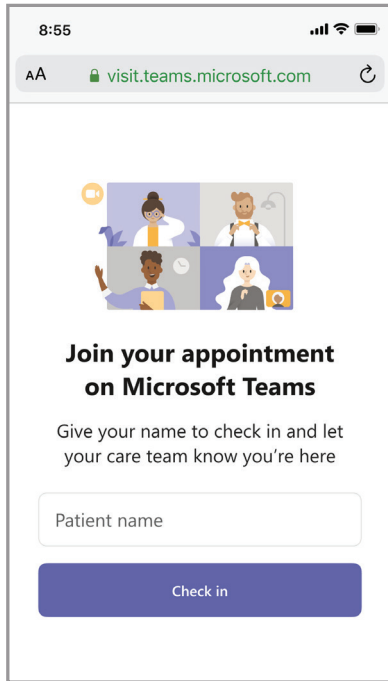 8:55
AA visit.teams.microsoft.com
Join your appointment
on Microsoft Teams
Give your name to check in and let
your care team know you’re here
Patient name
Check in